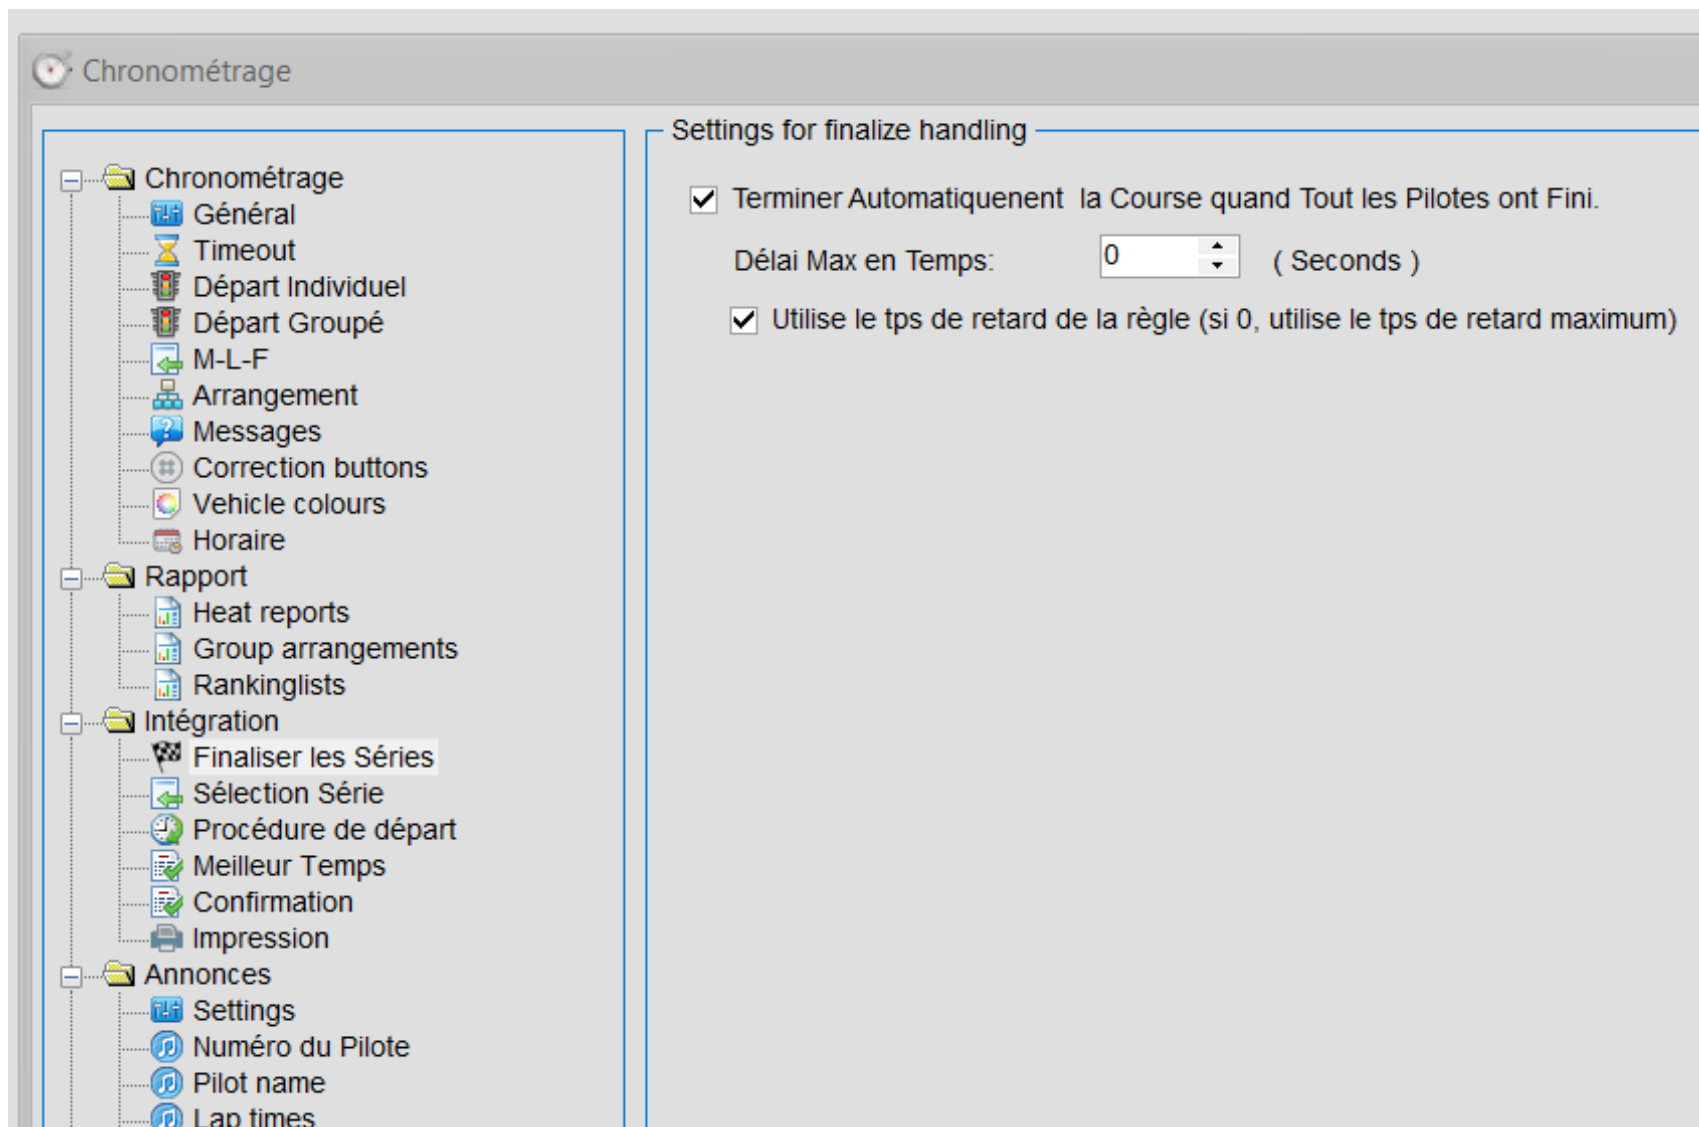 Chronométrage
Chronométrage
Général
Timeout
Départ Individuel
Départ Groupé
M-L-F
Arrangement
Messages
Correction buttons
Vehicle colours
Horaire
Rapport
Heat reports
Group arrangements
Rankinglists
Intégration
Finaliser les Séries
Sélection Série
Procédure de départ
Meilleur Temps
Confirmation
Impression
Annonces
Settings
Numéro du Pilote
Pilot name
Lap times
Settings for finalize handling
Terminer Automatiquenent la Course quand Tout les Pilotes ont Fini.
Délai Max en Temps: 0 ( Seconds )
Utilise le tps de retard de la règle (si 0, utilise le tps de retard maximum)